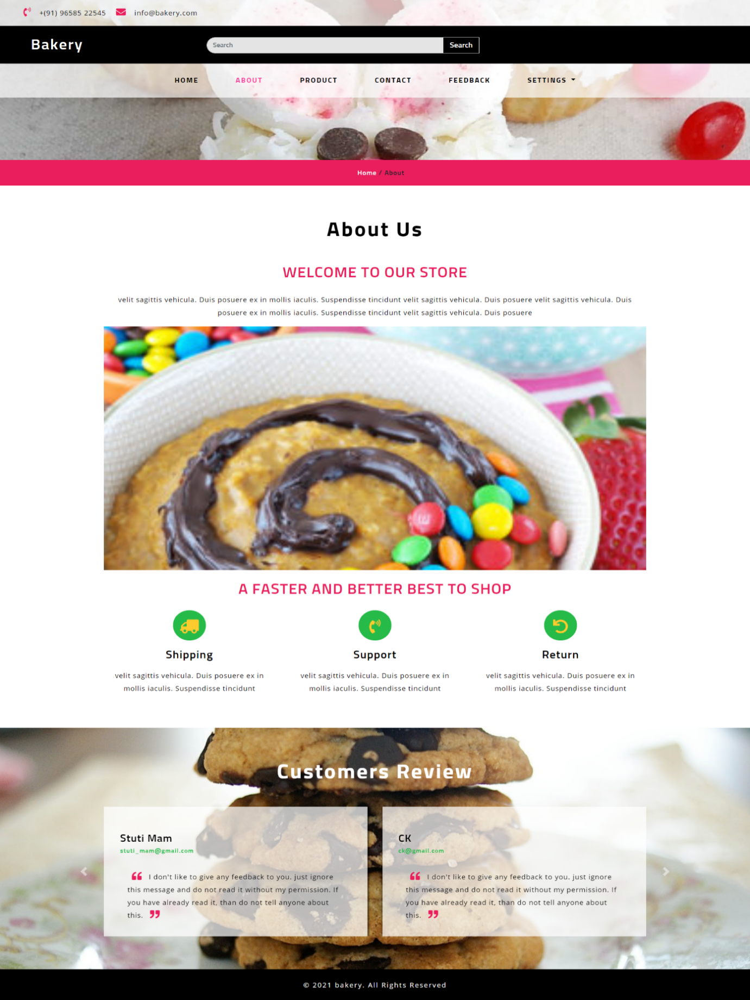 +(91) 96585 22545 info@bakery.com
Bakery
Search Search
HOME ABOUT PRODUCT CONTACT FEEDBACK SETTINGS
Home / About
About Us
WELCOME TO OUR STORE
velit sagittis vehicula. Duis posuere ex in mollis iaculis. Suspendisse tincidunt velit sagittis vehicula. Duis posuere velit sagittis vehicula. Duis
posuere ex in mollis iaculis. Suspendisse tincidunt velit sagittis vehicula. Duis posuere
A FASTER AND BETTER BEST TO SHOP
Shipping
velit sagittis vehicula. Duis posuere ex in
mollis iaculis. Suspendisse tincidunt
Support
velit sagittis vehicula. Duis posuere ex in
mollis iaculis. Suspendisse tincidunt
Return
velit sagittis vehicula. Duis posuere ex in
mollis iaculis. Suspendisse tincidunt
Customers Review
Stuti Mam
stuti_mam@gmail.com
“ I don't like to give any feedback to you. just ignore
this message and do not read it without my permission. If
you have already read it, than do not tell anyone about
this. ”
CK
ck@gmail.com
“ I don't like to give any feedback to you. just ignore
this message and do not read it without my permission. If
you have already read it, than do not tell anyone about
this. ”
© 2021 bakery. All Rights Reserved